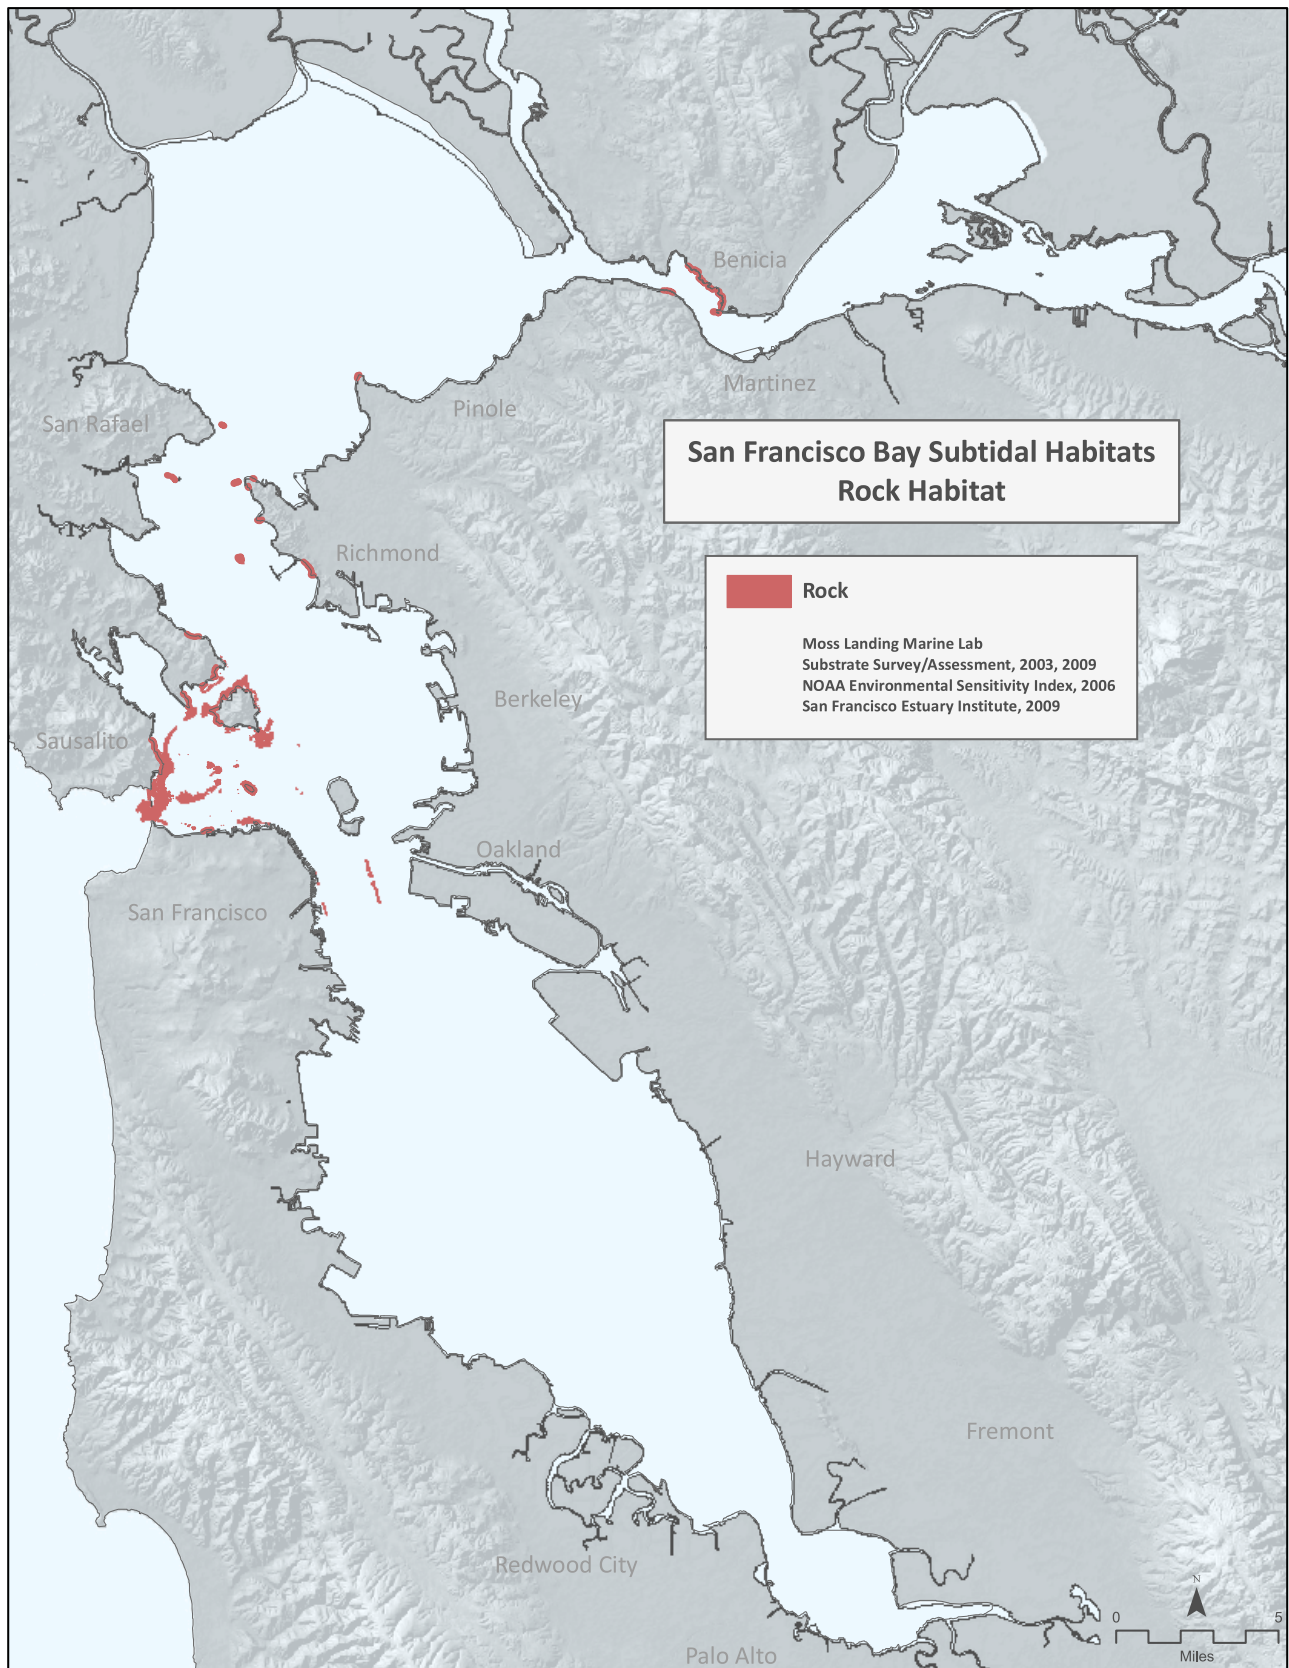 Benicia
Martinez
Pinole
San Rafael
San Francisco Bay Subtidal Habitats
Rock Habitat
Richmond
Rock
Moss Landing Marine Lab
Substrate Survey/Assessment, 2003, 2009
NOAA Environmental Sensitivity Index, 2006
San Francisco Estuary Institute, 2009
Berkeley
Sausalito
Oakland
San Francisco
Hayward
Fremont
Redwood City
Palo Alto
N
0 5
Miles